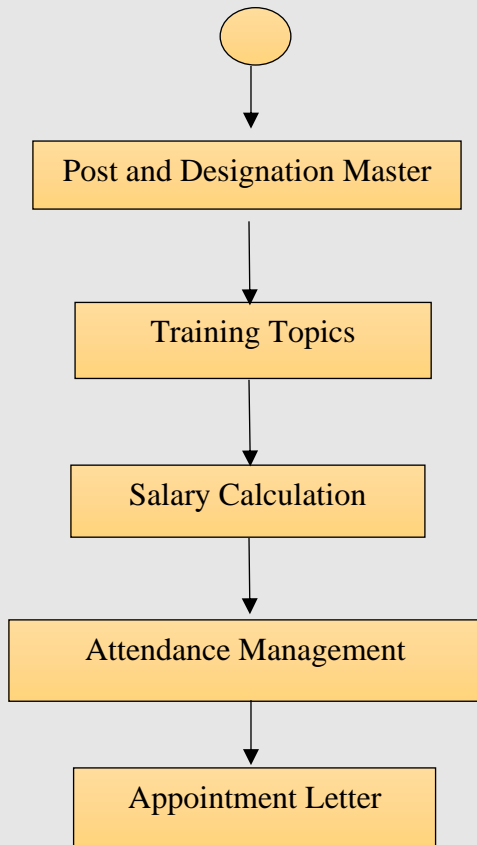 Post and Designation Master
Training Topics
Salary Calculation
Attendance Management
Appointment Letter